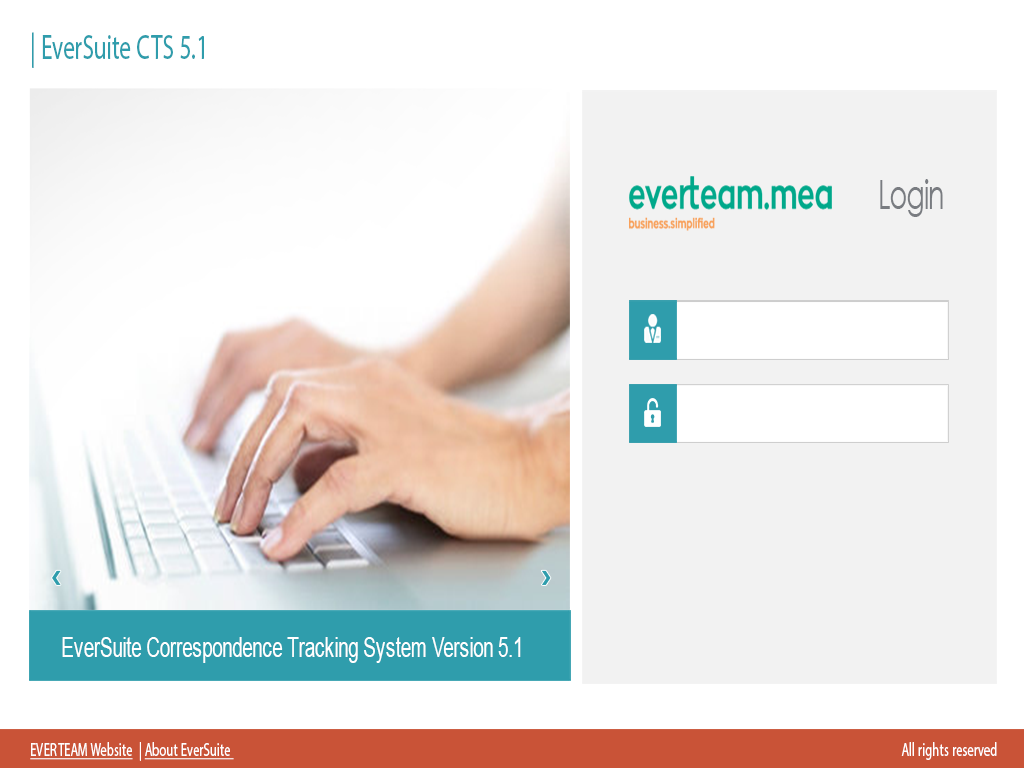 | EverSuite CTS 5.1
everteam.mea
business.simplified
Login
EverSuite Correspondence Tracking System Version 5.1
EVERTEAM Website | About EverSuite
All rights reserved